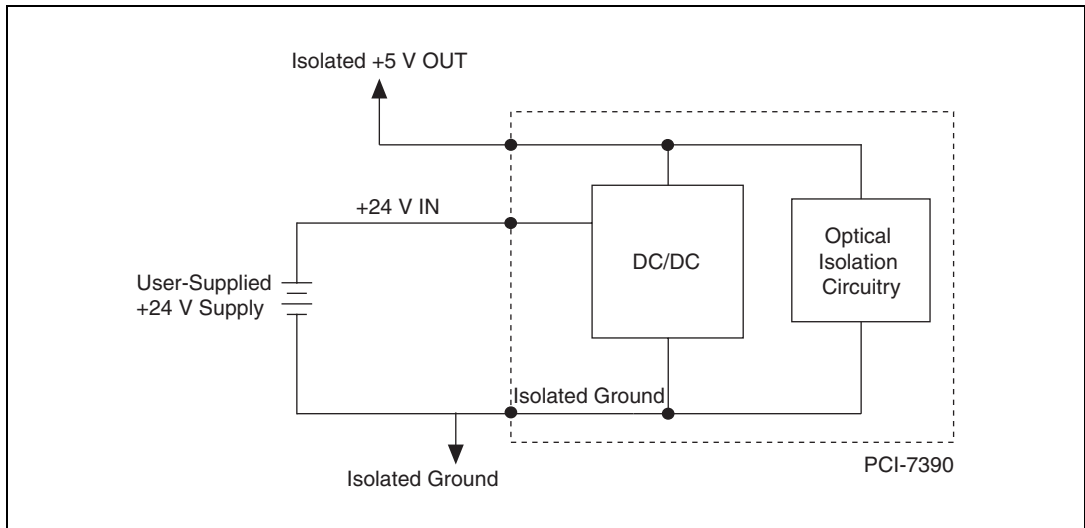 Isolated +5 V OUT
+24 V IN
User-Supplied
+24 V Supply
DC/DC
Optical
Isolation
Circuitry
Isolated Ground
Isolated Ground
PCI-7390